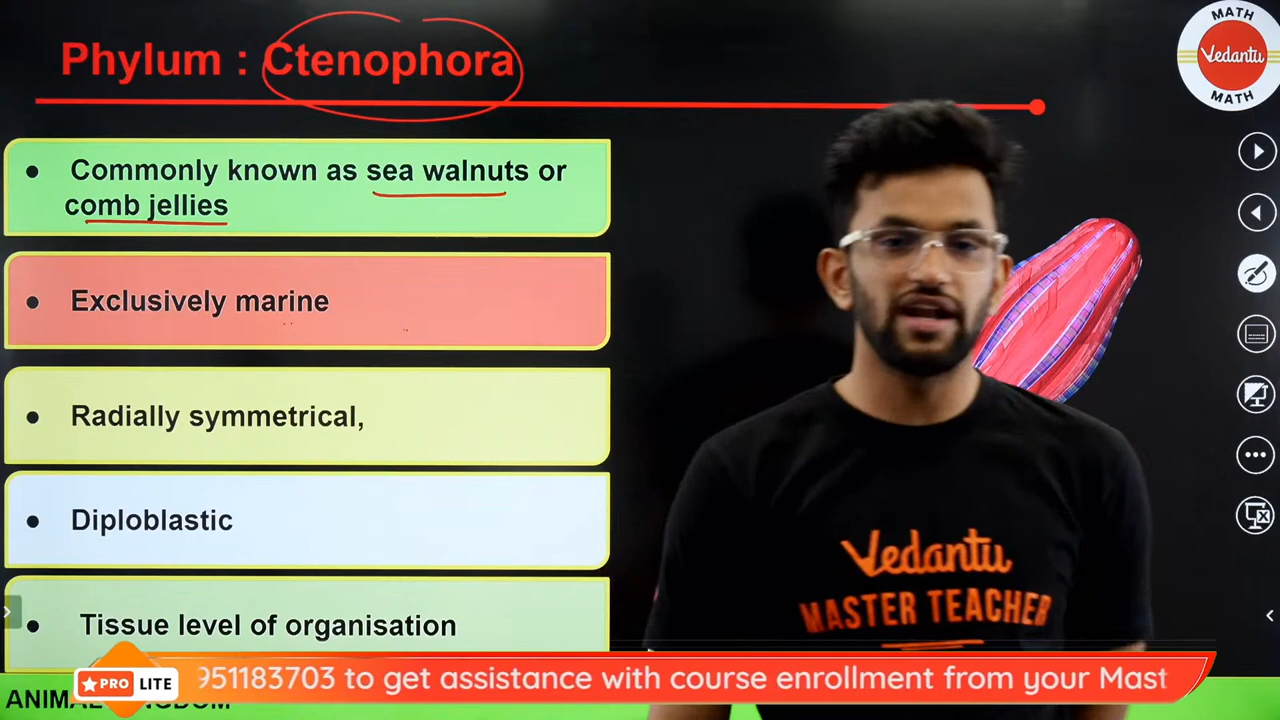 Phylum : Ctenophora
MATH
Vedantu
MATH
● Commonly known as sea walnuts or
comb jellies
● Exclusively marine
● Radially symmetrical,
● Diploblastic
● Tissue level of organisation
Vedantu
MASTER TEACHER
PRO LITE
951183703 to get assistance with course enrollment from your Mast